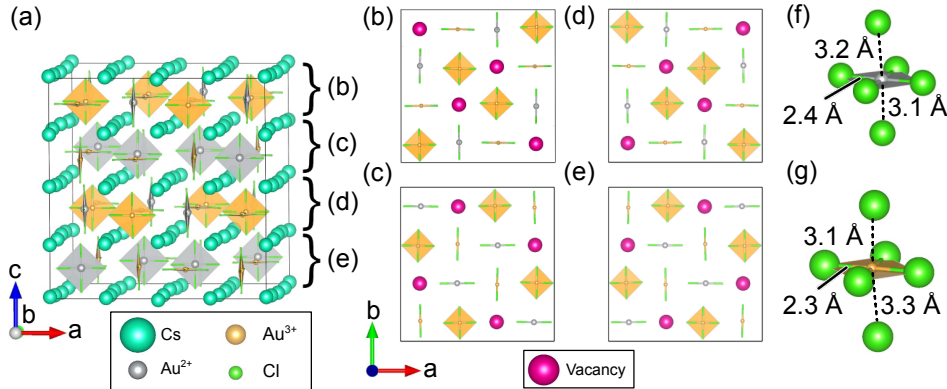 (a)
(b)
(c)
(d)
(e)
c
b
a
Cs
Au³⁺
Au²⁺
Cl
(b)
(d)
(c)
(e)
b
a
Vacancy
(f)
3.2 Å
2.4 Å
3.1 Å
(g)
3.1 Å
2.3 Å
3.3 Å